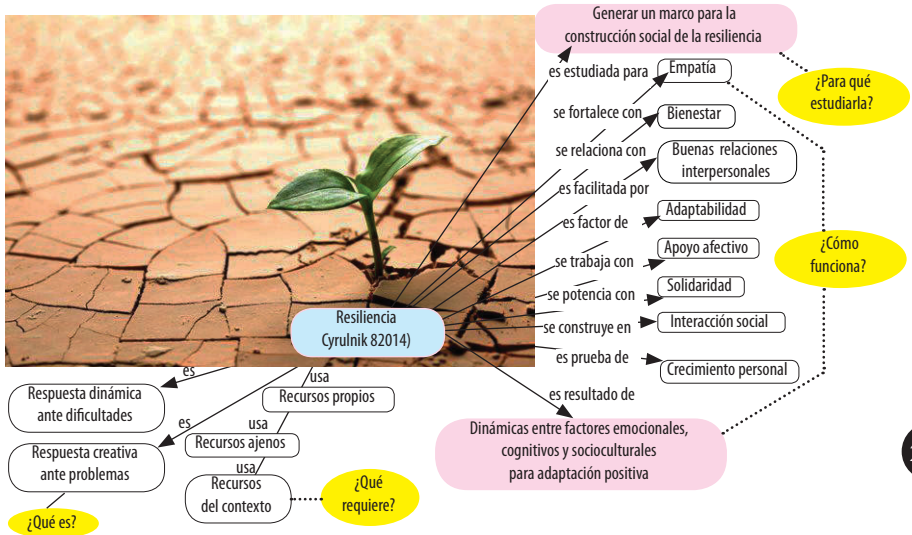 Generar un marco para la
construcción social de la resiliencia
es estudiada para
Empatía
¿Para qué
estudiarla?
se fortalece con
Bienestar
se relaciona con
Buenas relaciones
interpersonales
es facilitada por
es factor de
Adaptabilidad
se trabaja con
Apoyo afectivo
¿Cómo
funciona?
se potencia con
Solidaridad
se construye en
Interacción social
es prueba de
Crecimiento personal
es resultado de
Dinámicas entre factores emocionales,
cognitivos y socioculturales
para adaptación positiva
Resiliencia
Cyrulnik 82014)
es
Respuesta dinámica
ante dificultades
es
Respuesta creativa
ante problemas
¿Qué es?
usa
Recursos propios
usa
Recursos ajenos
usa
Recursos
del contexto
¿Qué
requiere?